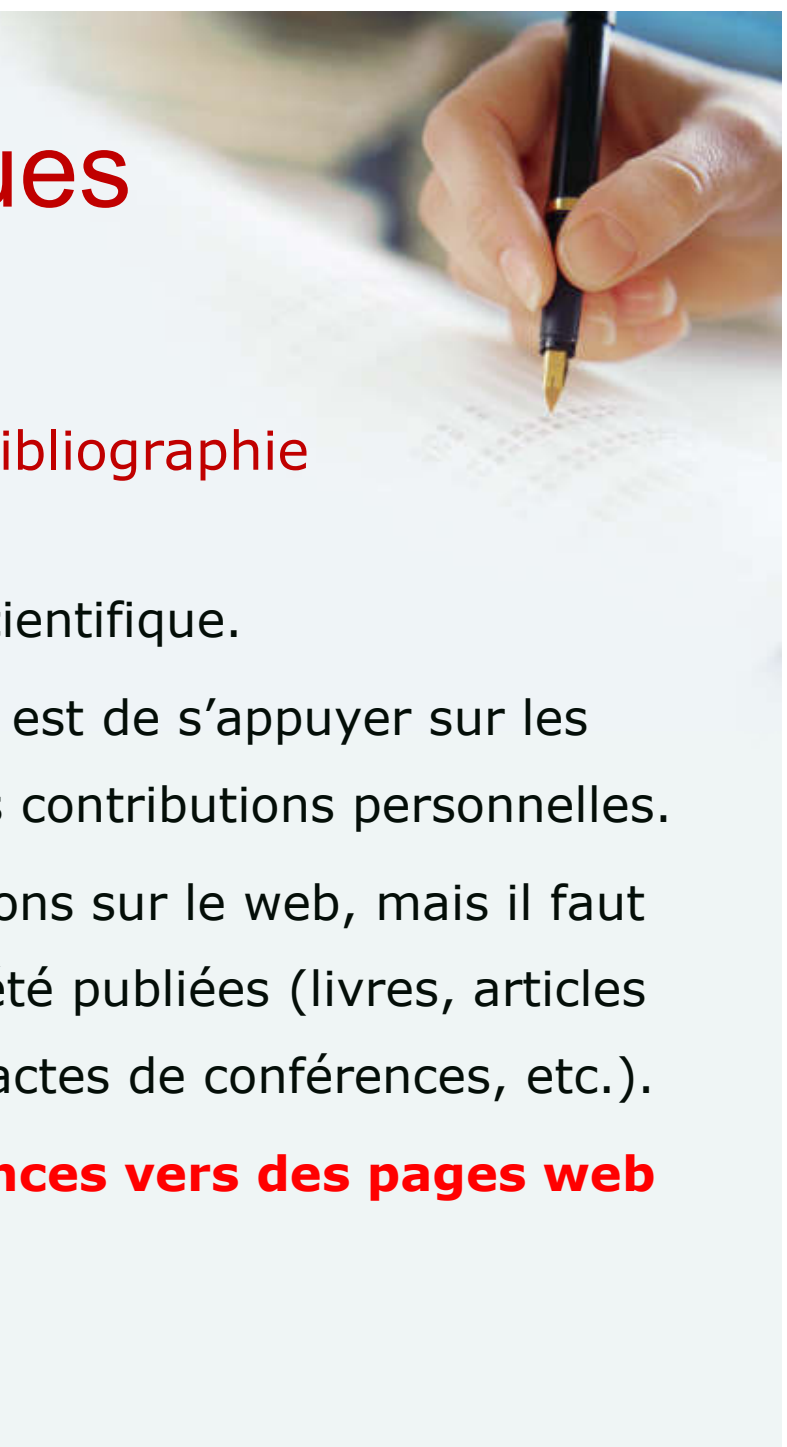 ues
ibliographie
ientifique.
est de s’appuyer sur les
s contributions personnelles.
ons sur le web, mais il faut
été publiées (livres, articles
actes de conférences, etc.).
nces vers des pages web